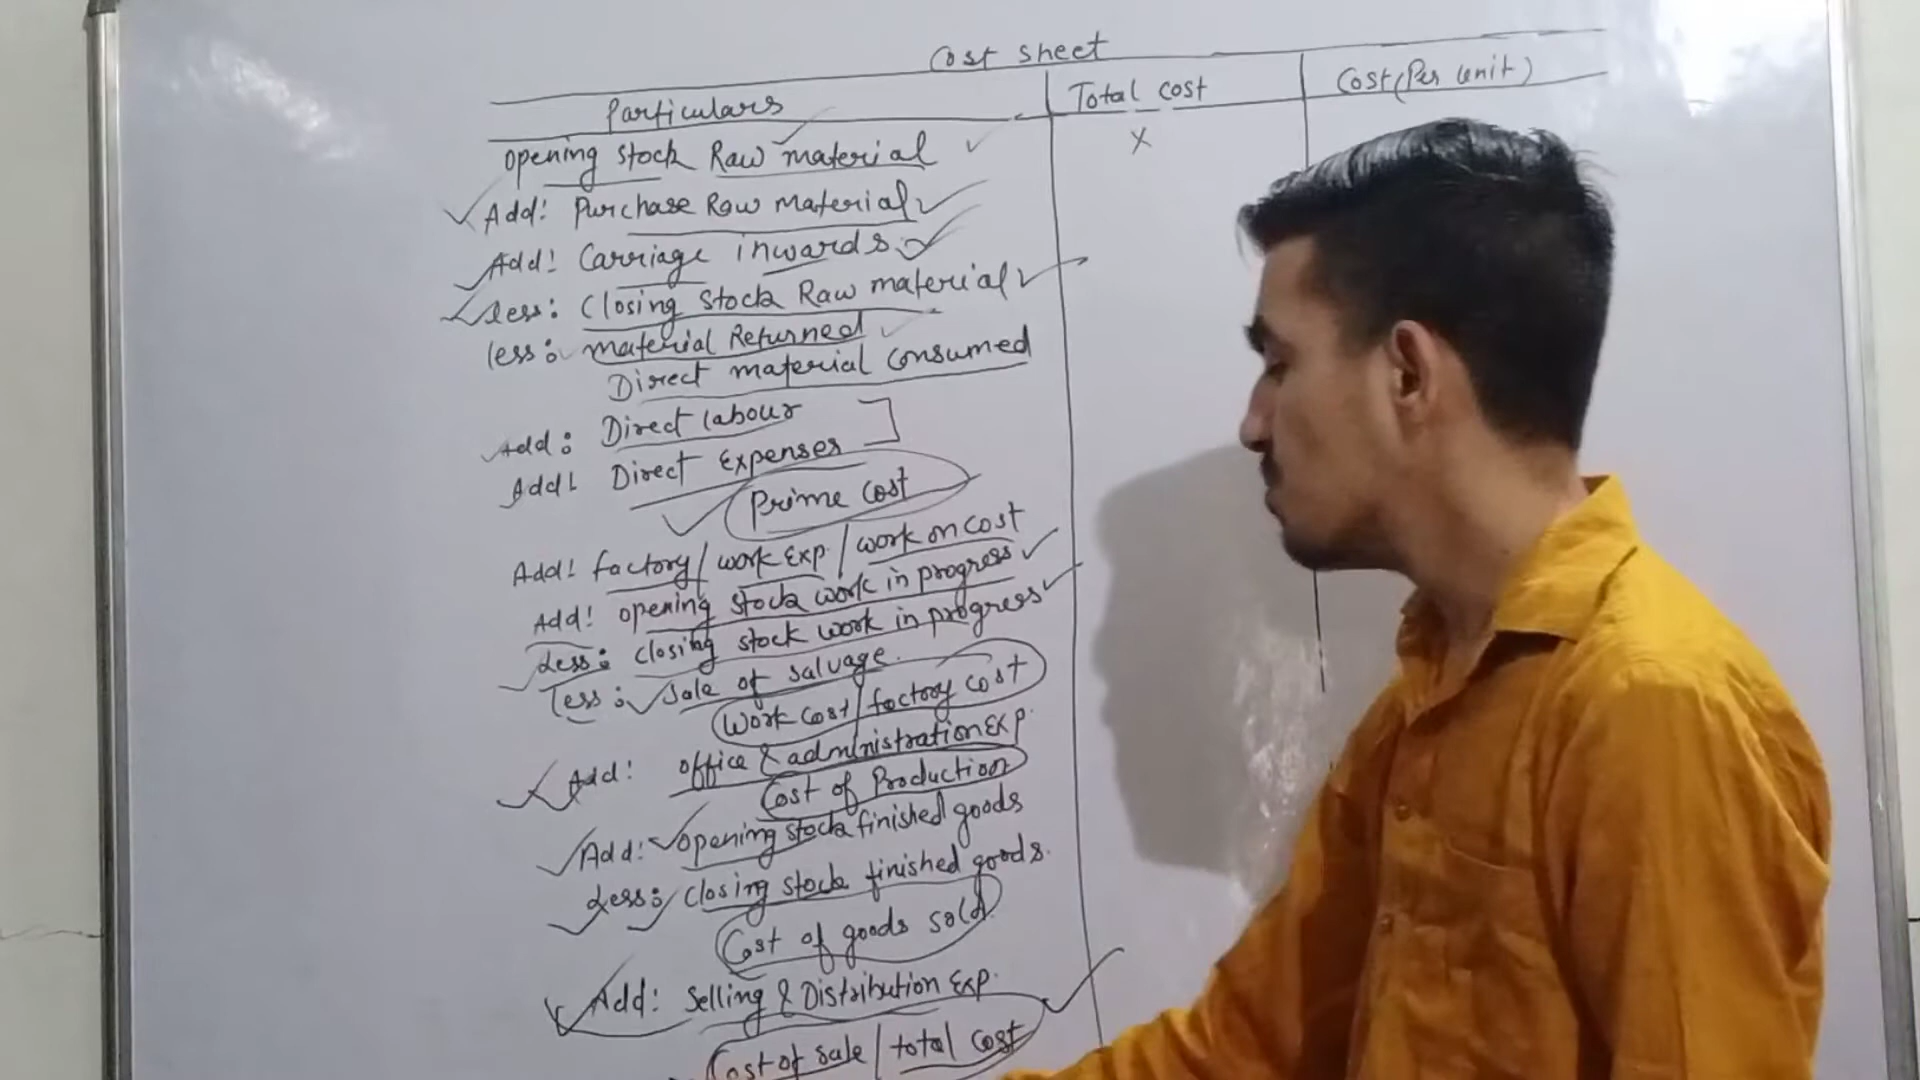 Cost sheet
Particulars Total cost Cost (Per unit)
opening stock Raw material X
Add! Purchase Raw Material
Add! Carriage inwards.
Less: Closing stock Raw material
less: material Returned
Direct material consumed
Add: Direct labour
Add! Direct Expenses
Prime cost
Add! factory/work Exp./work on cost
Add! opening stock work in progress
Less: closing stock work in progress
less: Sale of salvage.
Work cost/factory cost
Add! office & administration Exp.
Cost of Production
Add: opening stock finished goods
Less: Closing stock finished goods.
Cost of goods sold
Add! Selling & Distribution Exp.
Cost of sale/total cost